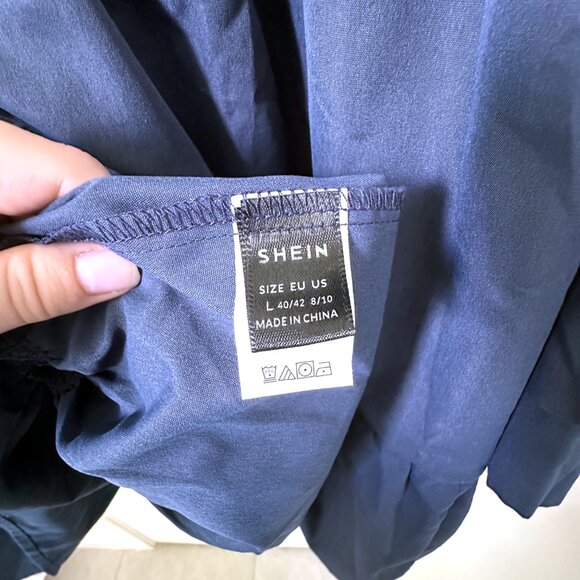 SHEIN
SIZE EU US
L 40/42 8/10
MADE IN CHINA